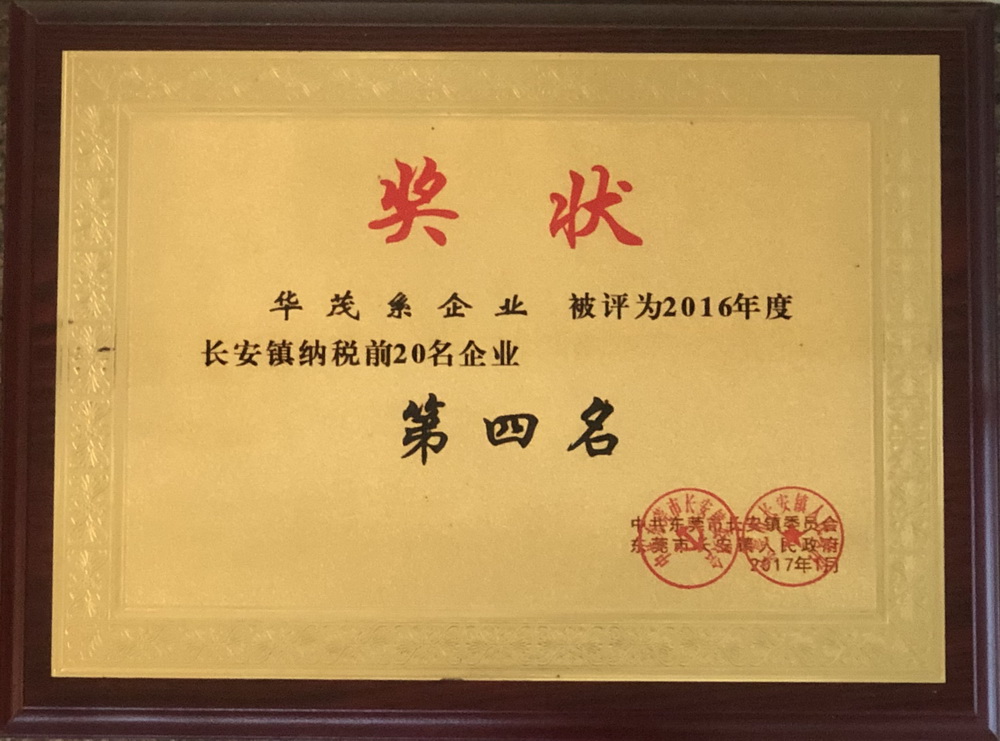 奖 状
华茂系企业 被评为2016年度
长安镇纳税前20名企业
第四名
中共东莞市长安镇委员会
东莞市长安镇人民政府
2017年1月